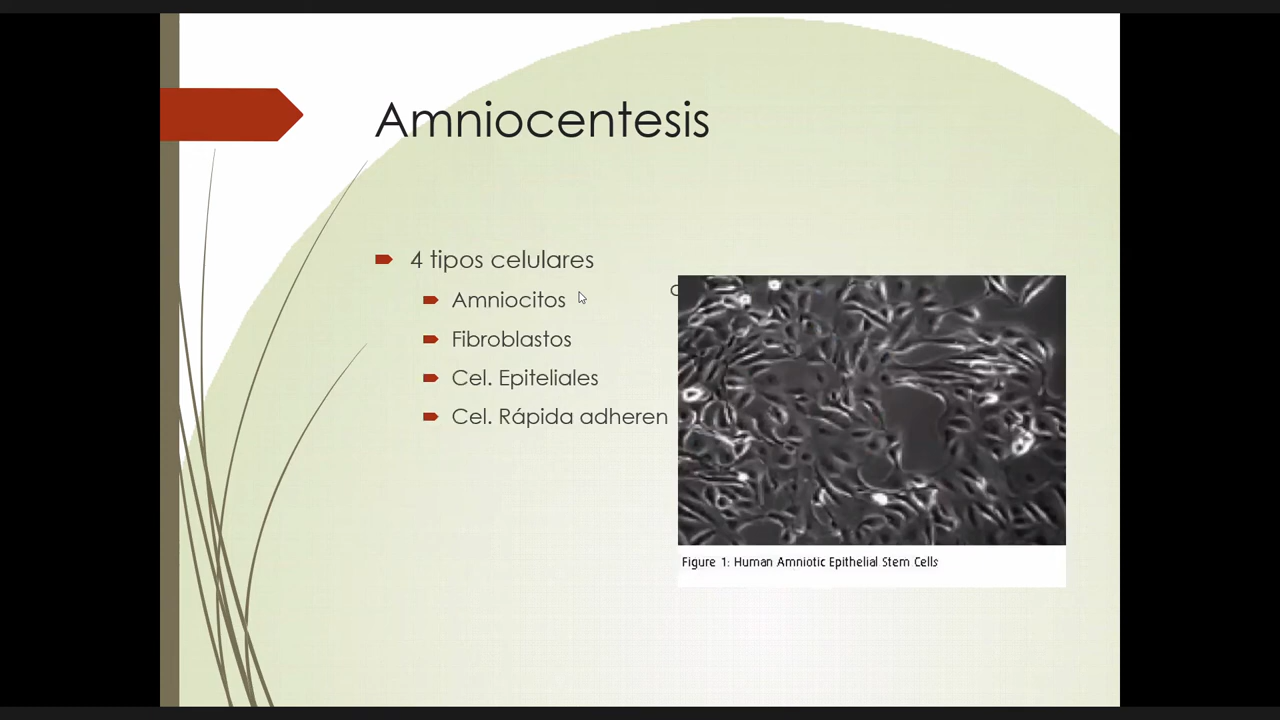 Amniocentesis
4 tipos celulares
Amniocitos
Fibroblastos
Cel. Epiteliales
Cel. Rápida adheren
Figure 1: Human Amniotic Epithelial Stem Cells